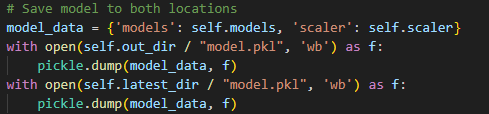 # Save model to both locations
model_data = {'models': self.models, 'scaler': self.scaler}
with open(self.out_dir / "model.pkl", 'wb') as f:
    pickle.dump(model_data, f)
with open(self.latest_dir / "model.pkl", 'wb') as f:
    pickle.dump(model_data, f)